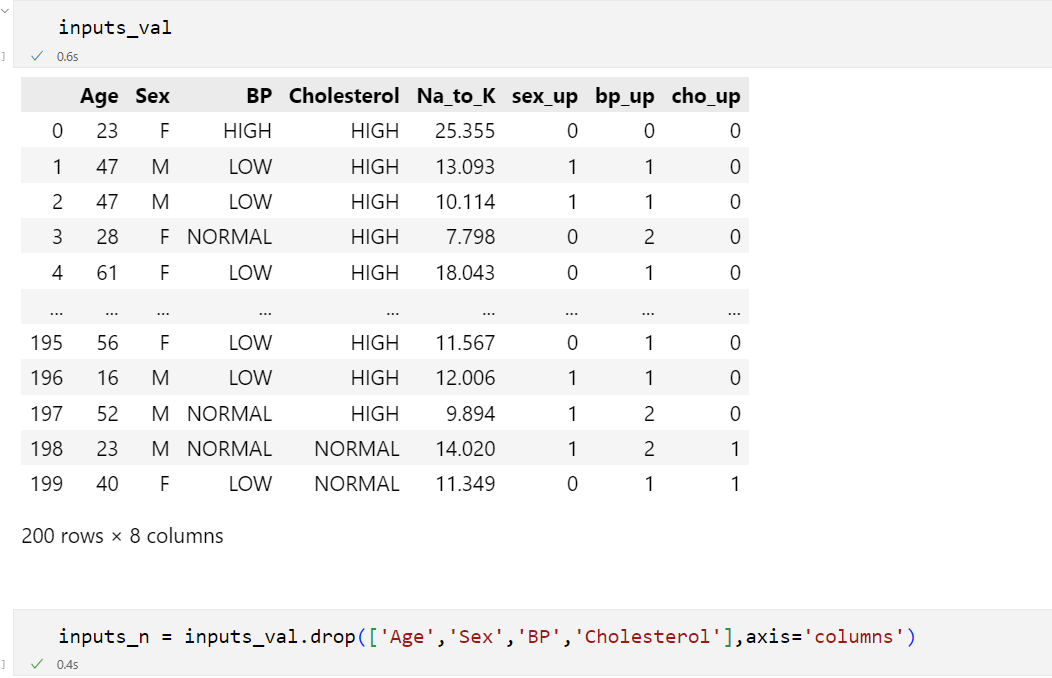 inputs_val
0.6s
Age Sex BP Cholesterol Na_to_K sex_up bp_up cho_up
0 23 F HIGH HIGH 25.355 0 0 0
1 47 M LOW HIGH 13.093 1 1 0
2 47 M LOW HIGH 10.114 1 1 0
3 28 F NORMAL HIGH 7.798 0 2 0
4 61 F LOW HIGH 18.043 0 1 0
... ... ... ... ... ... ... ... ...
195 56 F LOW HIGH 11.567 0 1 0
196 16 M LOW HIGH 12.006 1 1 0
197 52 M NORMAL HIGH 9.894 1 2 0
198 23 M NORMAL NORMAL 14.020 1 2 1
199 40 F LOW NORMAL 11.349 0 1 1
200 rows × 8 columns
inputs_n = inputs_val.drop(['Age','Sex','BP','Cholesterol'],axis='columns')
0.4s